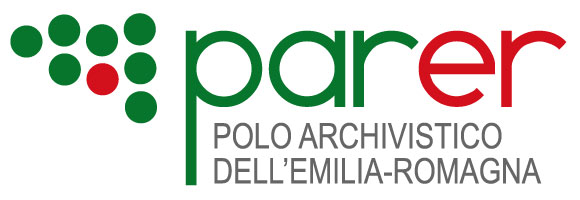 parer
POLO ARCHIVISTICO
DELL'EMILIA-ROMAGNA